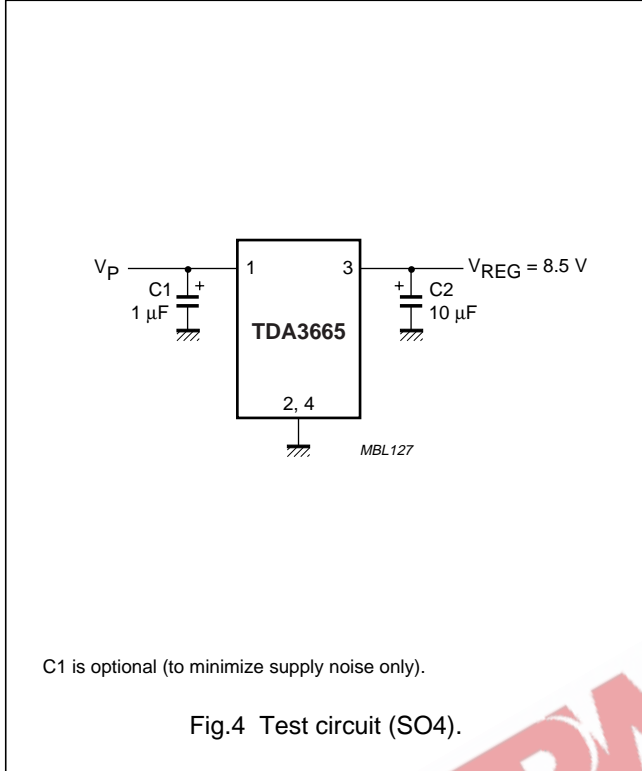 VP
1
3
VREG = 8.5 V
C1
+
1 μF
+
C2
10 μF
TDA3665
2, 4
MBL127
C1 is optional (to minimize supply noise only).
Fig.4 Test circuit (SO4).